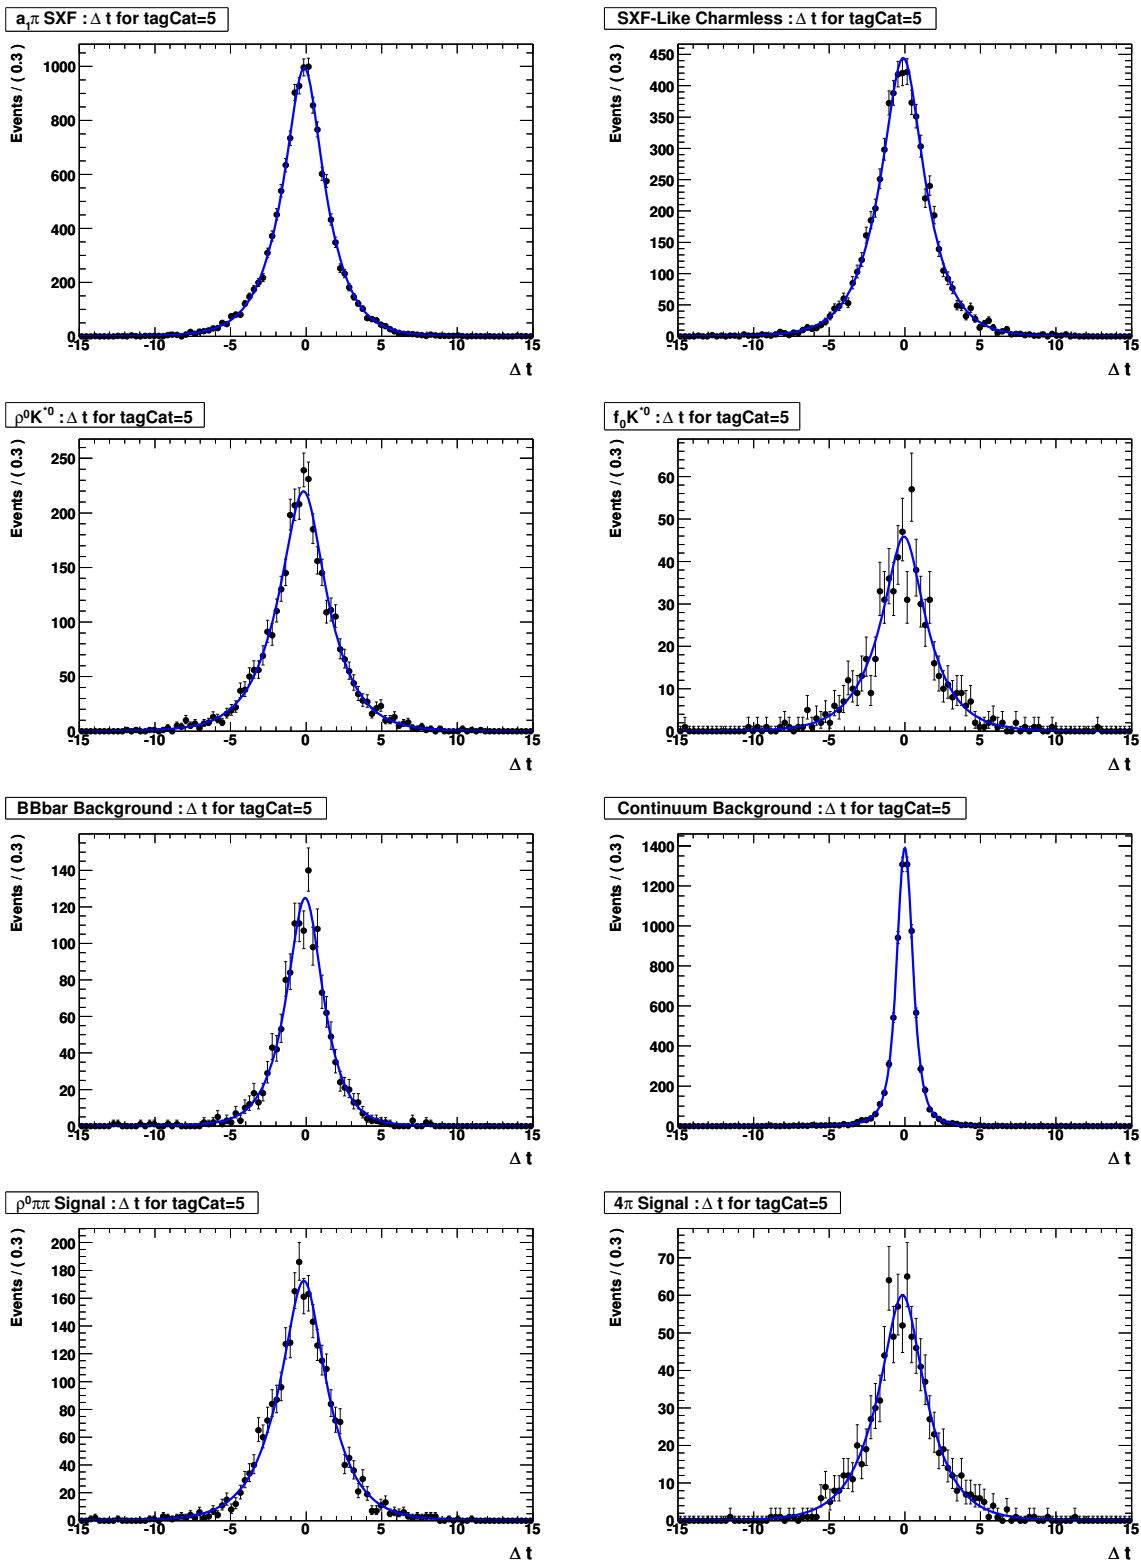 a₁π SXF : Δ t for tagCat=5
Events / ( 0.3 )
1000
800
600
400
200
0
-15 -10 -5 0 5 10 15
Δ t
SXF-Like Charmless : Δ t for tagCat=5
Events / ( 0.3 )
450
400
350
300
250
200
150
100
50
0
-15 -10 -5 0 5 10 15
Δ t
ρ⁰K*⁰ : Δ t for tagCat=5
Events / ( 0.3 )
250
200
150
100
50
0
-15 -10 -5 0 5 10 15
Δ t
f₀K*⁰ : Δ t for tagCat=5
Events / ( 0.3 )
60
50
40
30
20
10
0
-15 -10 -5 0 5 10 15
Δ t
BBbar Background : Δ t for tagCat=5
Events / ( 0.3 )
140
120
100
80
60
40
20
0
-15 -10 -5 0 5 10 15
Δ t
Continuum Background : Δ t for tagCat=5
Events / ( 0.3 )
1400
1200
1000
800
600
400
200
0
-15 -10 -5 0 5 10 15
Δ t
ρ⁰ππ Signal : Δ t for tagCat=5
Events / ( 0.3 )
200
180
160
140
120
100
80
60
40
20
0
-15 -10 -5 0 5 10 15
Δ t
4π Signal : Δ t for tagCat=5
Events / ( 0.3 )
70
60
50
40
30
20
10
0
-15 -10 -5 0 5 10 15
Δ t